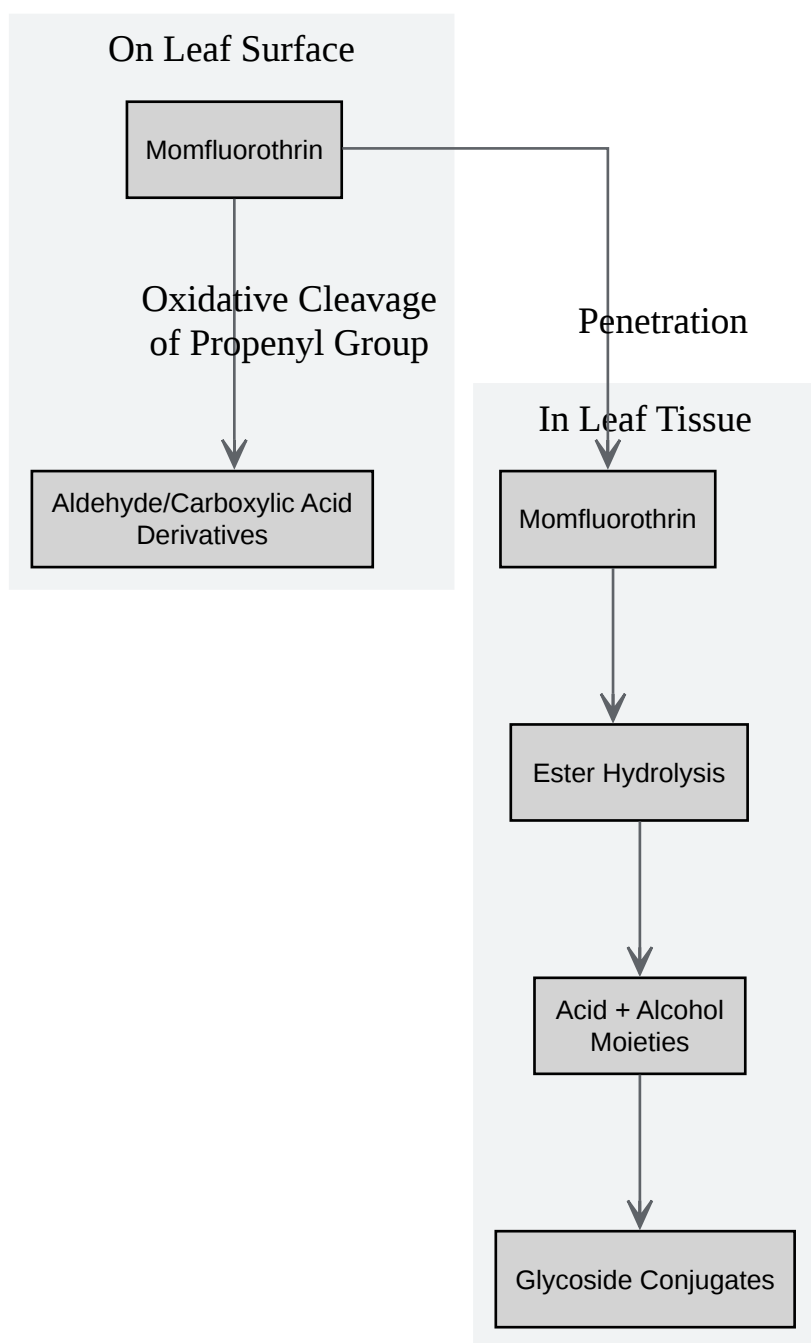 On Leaf Surface
Momfluorothrin
Oxidative Cleavage
of Propenyl Group
Aldehyde/Carboxylic Acid
Derivatives
Penetration
In Leaf Tissue
Momfluorothrin
Ester Hydrolysis
Acid + Alcohol
Moieties
Glycoside Conjugates